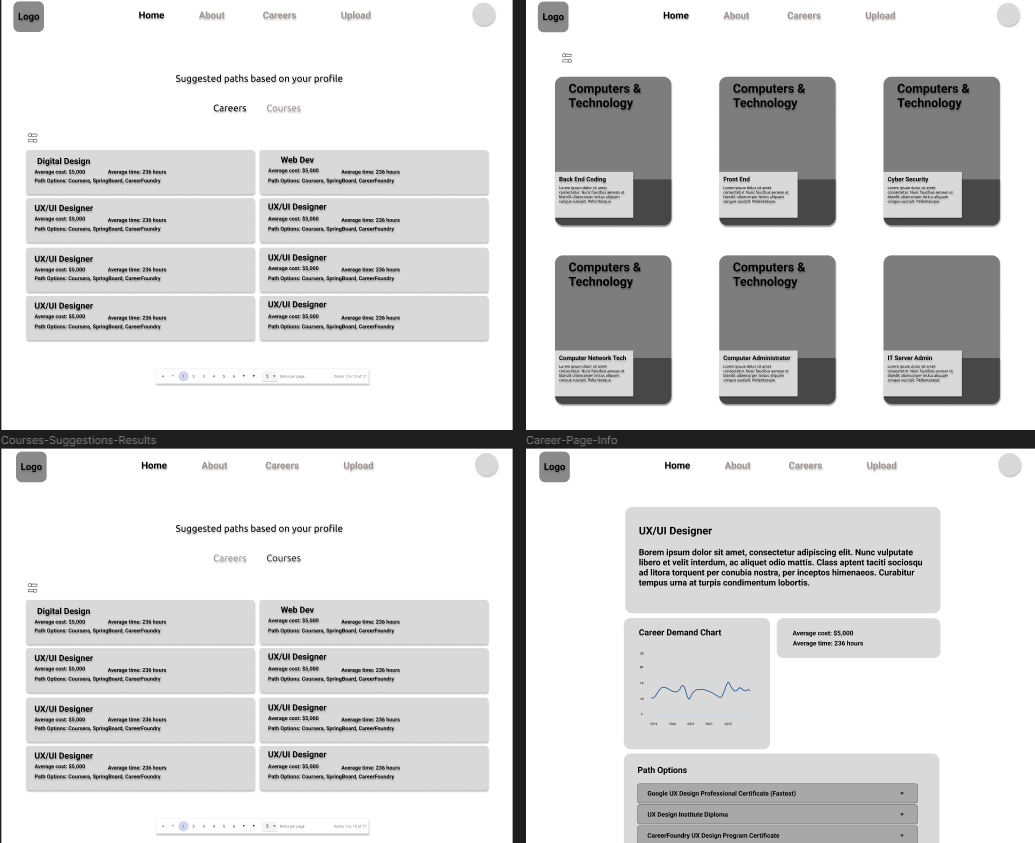 Logo
Home About Careers Upload
Suggested paths based on your profile
Careers Courses
Digital Design
Average cost: $5,000 Average time: 236 hours
Path Options: Coursera, SpringBoard, CareerFoundry
Web Dev
Average cost: $5,000 Average time: 236 hours
Path Options: Coursera, SpringBoard, CareerFoundry
UX/UI Designer
Average cost: $5,000 Average time: 236 hours
Path Options: Coursera, SpringBoard, CareerFoundry
UX/UI Designer
Average cost: $5,000 Average time: 236 hours
Path Options: Coursera, SpringBoard, CareerFoundry
UX/UI Designer
Average cost: $5,000 Average time: 236 hours
Path Options: Coursera, SpringBoard, CareerFoundry
UX/UI Designer
Average cost: $5,000 Average time: 236 hours
Path Options: Coursera, SpringBoard, CareerFoundry
UX/UI Designer
Average cost: $5,000 Average time: 236 hours
Path Options: Coursera, SpringBoard, CareerFoundry
UX/UI Designer
Average cost: $5,000 Average time: 236 hours
Path Options: Coursera, SpringBoard, CareerFoundry
1 2 3 4 5 6 5 items per page
Logo
Home About Careers Upload
Computers &
Technology
Back End Coding
Lorem ipsum dolor sit amet
consectetur. Nunc faucibus aenean ut
blandit ullamcorper lectus aliquam
congue suscipit. Pellentesque.
Computers &
Technology
Front End
Lorem ipsum dolor sit amet
consectetur. Nunc faucibus aenean ut
blandit ullamcorper lectus aliquam
congue suscipit. Pellentesque.
Computers &
Technology
Cyber Security
Lorem ipsum dolor sit amet
consectetur. Nunc faucibus aenean ut
blandit ullamcorper lectus aliquam
congue suscipit. Pellentesque.
Computers &
Technology
Computer Network Tech
Lorem ipsum dolor sit amet
consectetur. Nunc faucibus aenean ut
blandit ullamcorper lectus aliquam
congue suscipit. Pellentesque.
Computers &
Technology
Computer Administrator
Lorem ipsum dolor sit amet
consectetur. Nunc faucibus aenean ut
blandit ullamcorper lectus aliquam
congue suscipit. Pellentesque.
IT Server Admin
Lorem ipsum dolor sit amet
consectetur. Nunc faucibus aenean ut
blandit ullamcorper lectus aliquam
congue suscipit. Pellentesque.
Courses-Suggestions-Results
Logo
Home About Careers Upload
Suggested paths based on your profile
Careers Courses
Digital Design
Average cost: $5,000 Average time: 236 hours
Path Options: Coursera, SpringBoard, CareerFoundry
Web Dev
Average cost: $5,000 Average time: 236 hours
Path Options: Coursera, SpringBoard, CareerFoundry
UX/UI Designer
Average cost: $5,000 Average time: 236 hours
Path Options: Coursera, SpringBoard, CareerFoundry
UX/UI Designer
Average cost: $5,000 Average time: 236 hours
Path Options: Coursera, SpringBoard, CareerFoundry
UX/UI Designer
Average cost: $5,000 Average time: 236 hours
Path Options: Coursera, SpringBoard, CareerFoundry
UX/UI Designer
Average cost: $5,000 Average time: 236 hours
Path Options: Coursera, SpringBoard, CareerFoundry
UX/UI Designer
Average cost: $5,000 Average time: 236 hours
Path Options: Coursera, SpringBoard, CareerFoundry
UX/UI Designer
Average cost: $5,000 Average time: 236 hours
Path Options: Coursera, SpringBoard, CareerFoundry
1 2 3 4 5 6 5 items per page
Career-Page-Info
Logo
Home About Careers Upload
UX/UI Designer
Borem ipsum dolor sit amet, consectetur adipiscing elit. Nunc vulputate
libero et velit interdum, ac aliquet odio mattis. Class aptent taciti sociosqu
ad litora torquent per conubia nostra, per inceptos himenaeos. Curabitur
tempus urna at turpis condimentum lobortis.
Career Demand Chart
Average cost: $5,000
Average time: 236 hours
Path Options
Google UX Design Professional Certificate (Fastest)
UX Design Institute Diploma
CareerFoundry UX Design Program Certificate